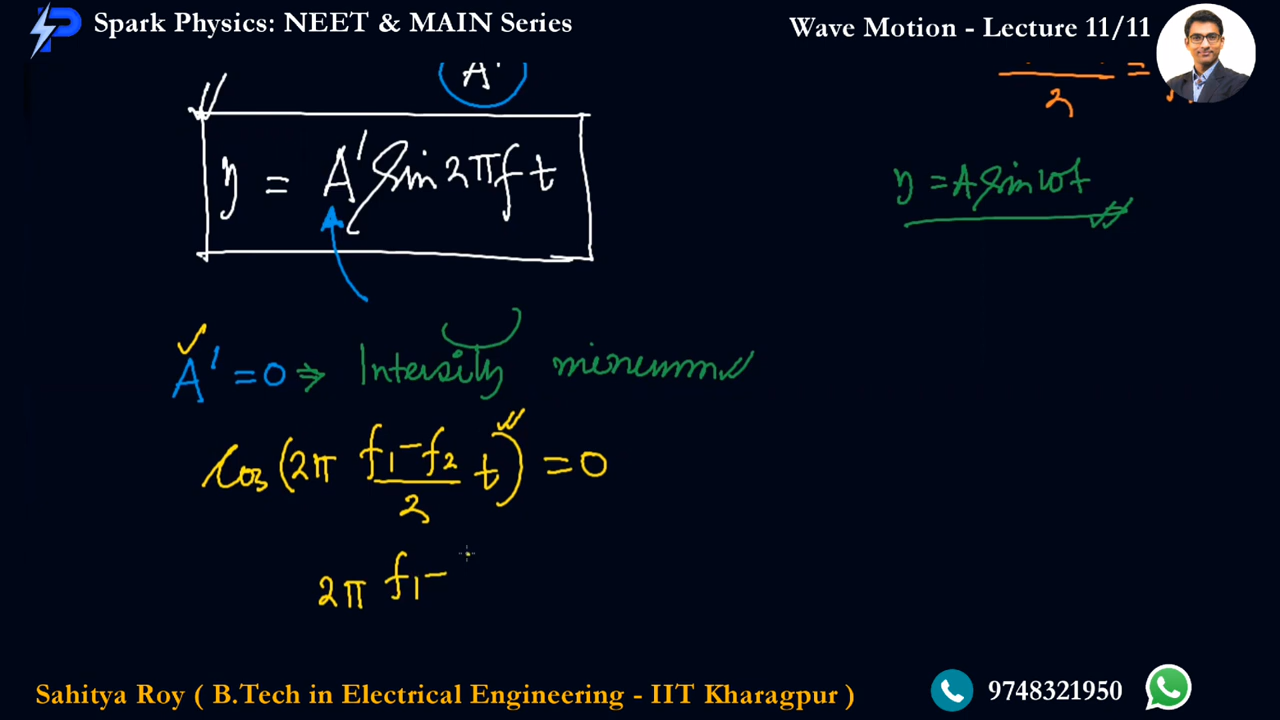 Spark Physics: NEET & MAIN Series
Wave Motion - Lecture 11/11
A'
2 =
y = A' sin 2πft
y = A sin ωt
A' = 0 ⇒ Intensity minimum
cos(2π (f₁-f₂)/2 t) = 0
2π f₁-
Sahitya Roy ( B.Tech in Electrical Engineering - IIT Kharagpur )
9748321950